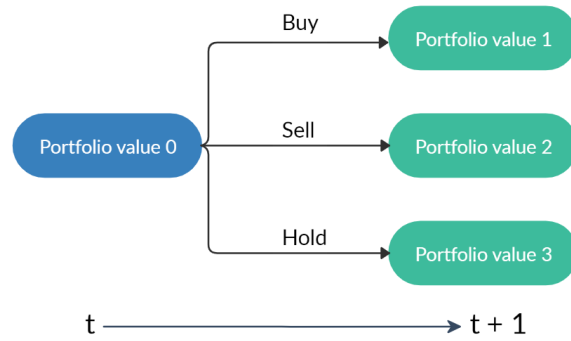 Buy
Portfolio value 1
Portfolio value 0
Sell
Portfolio value 2
Hold
Portfolio value 3
t
t + 1